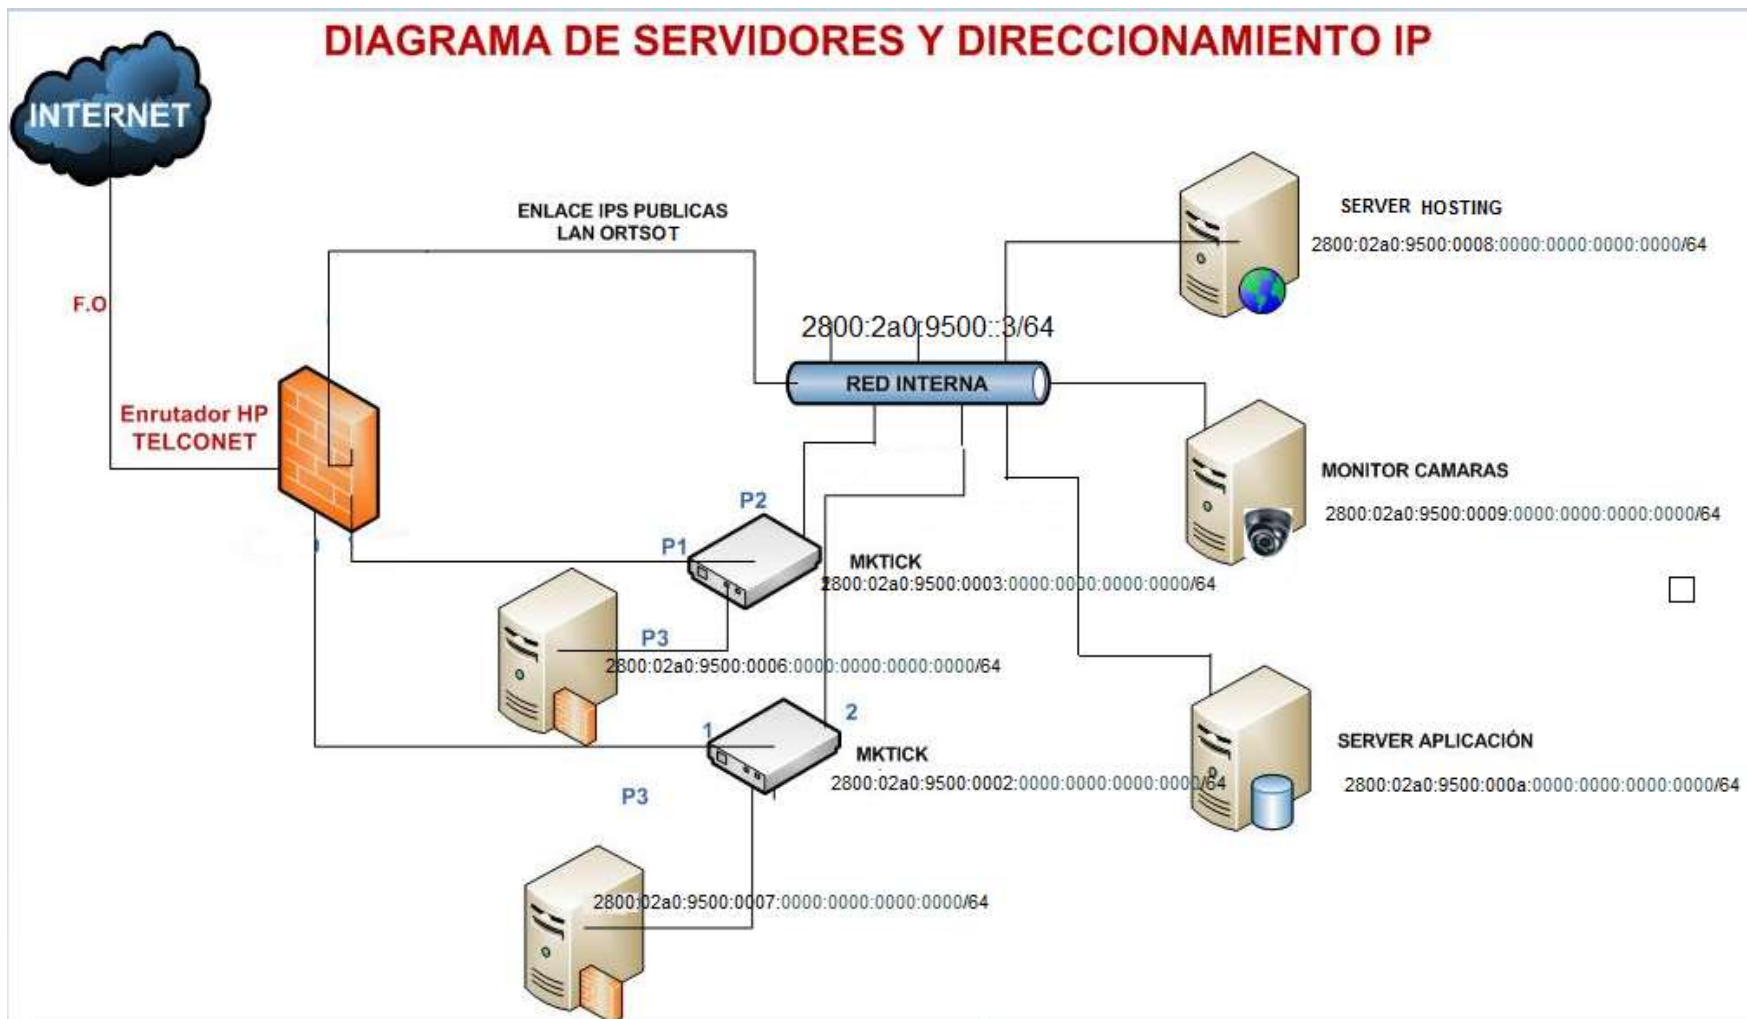 DIAGRAMA DE SERVIDORES Y DIRECCIONAMIENTO IP
INTERNET
ENLACE IPS PUBLICAS
LAN ORTSOT
SERVER HOSTING
2800:02a0:9500:0008:0000:0000:0000:0000/64
F.O
2800:2a0:9500::3/64
RED INTERNA
Enrutador HP
TELCONET
MONITOR CAMARAS
2800:02a0:9500:0009:0000:0000:0000:0000/64
P2
P1
MKTICK
2800:02a0:9500:0003:0000:0000:0000:0000/64
P3
2800:02a0:9500:0006:0000:0000:0000:0000/64
1
2
MKTICK
2800:02a0:9500:0002:0000:0000:0000:0000/64
SERVER APLICACIÓN
2800:02a0:9500:000a:0000:0000:0000:0000/64
P3
2800:02a0:9500:0007:0000:0000:0000:0000/64